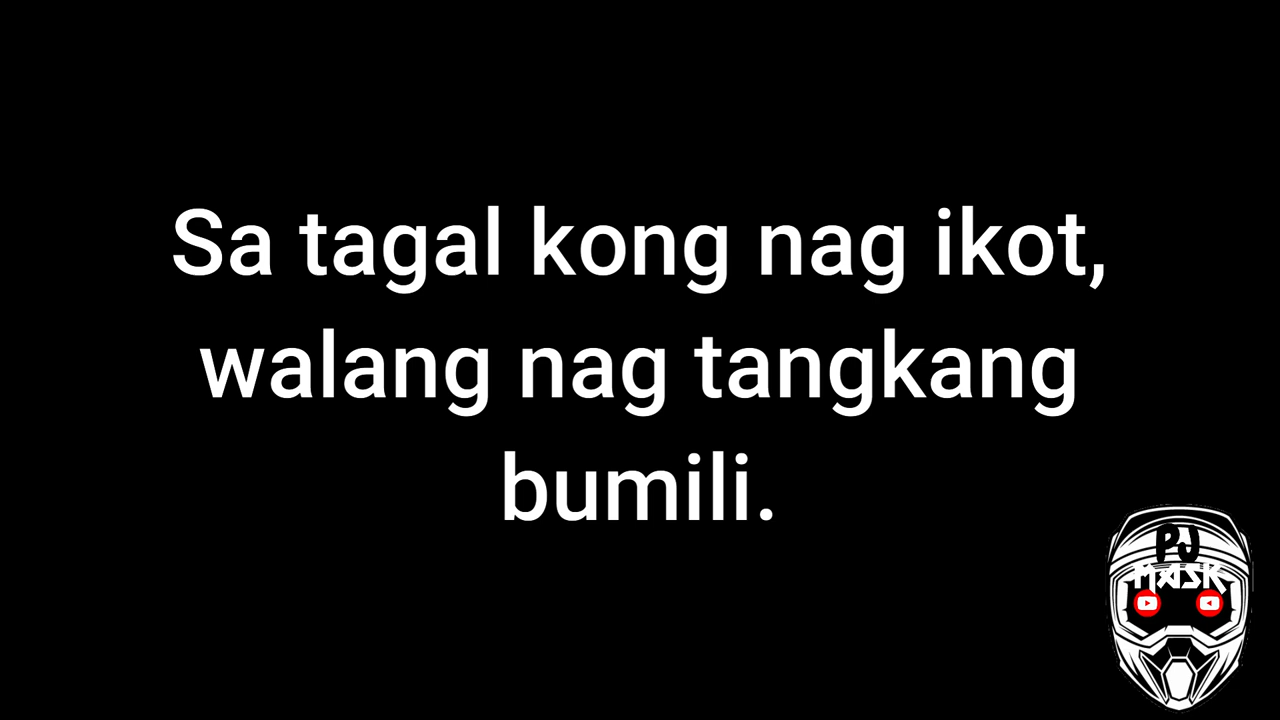 Sa tagal kong nag ikot,
walang nag tangkang
bumili.
PJ
MASK